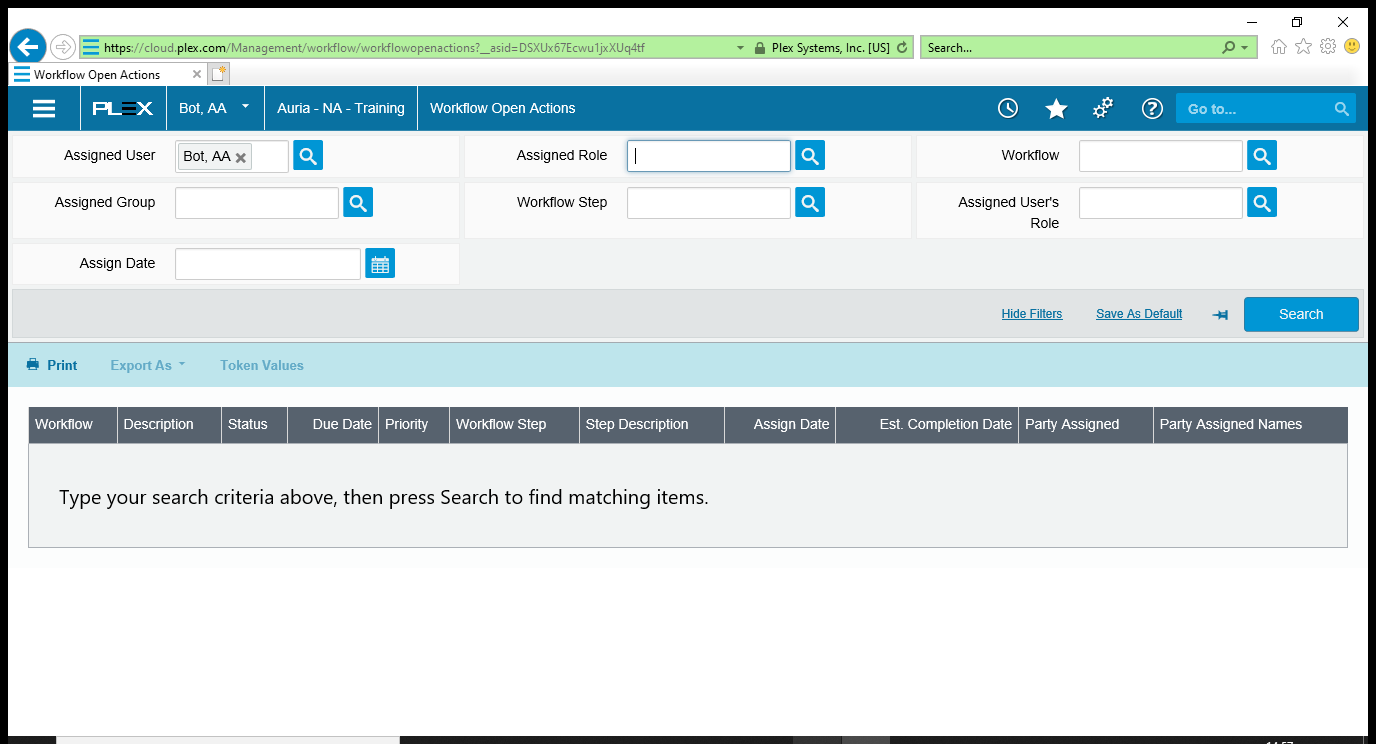 https://cloud.plex.com/Management/workflow/workflowopenactions?__asid=DSXUx67Ecwu1jxXUq4tf
Plex Systems, Inc. [US]
Search...
Workflow Open Actions
PLEX
Bot, AA
Auria - NA - Training
Workflow Open Actions
Go to...
Assigned User
Bot, AA
Assigned Role
Workflow
Assigned Group
Workflow Step
Assigned User's
Role
Assign Date
Hide Filters
Save As Default
Search
Print
Export As
Token Values
Workflow
Description
Status
Due Date
Priority
Workflow Step
Step Description
Assign Date
Est. Completion Date
Party Assigned
Party Assigned Names
Type your search criteria above, then press Search to find matching items.